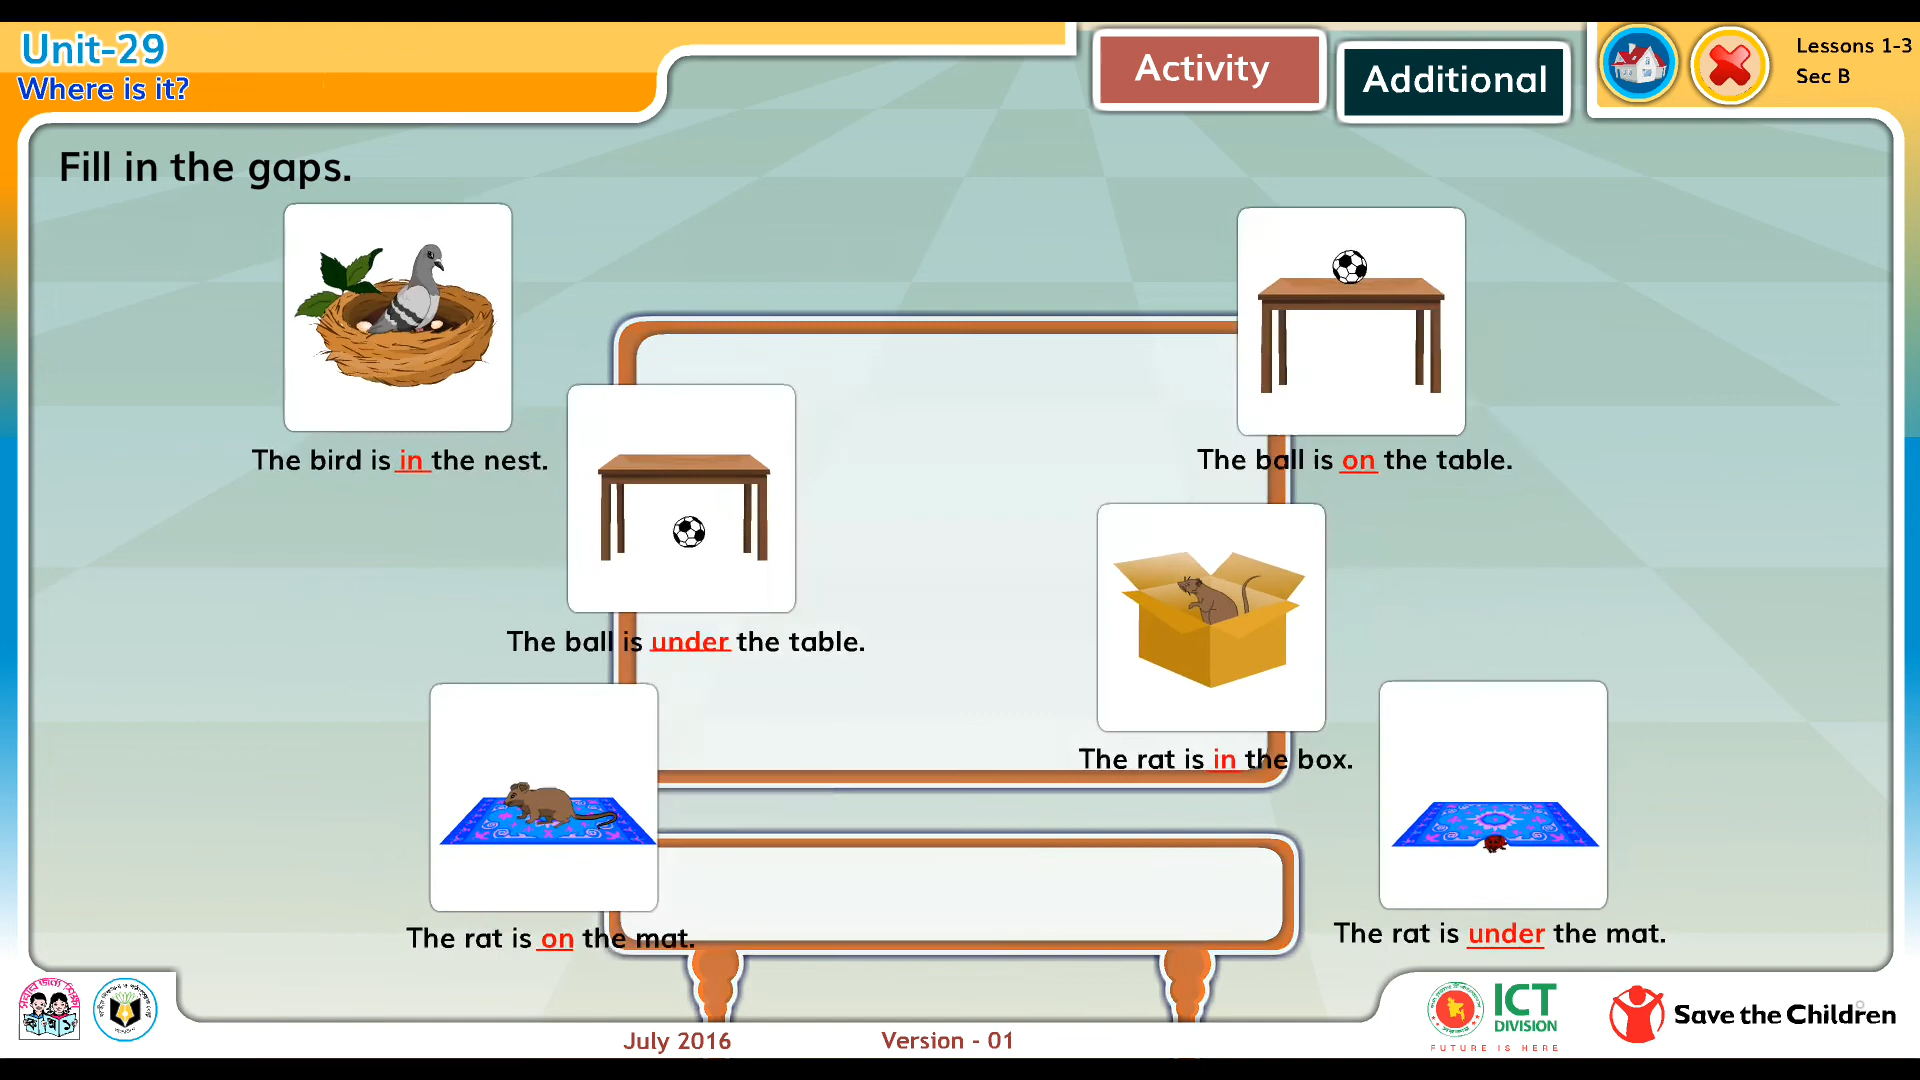 Unit-29
Where is it?
Activity
Additional
Lessons 1-3
Sec B
Fill in the gaps.
The bird is in the nest.
The ball is on the table.
The ball is under the table.
The rat is in the box.
The rat is on the mat.
The rat is under the mat.
সবার জন্য শিক্ষা
July 2016
Version - 01
ICT
DIVISION
FUTURE IS HERE
Save the Children